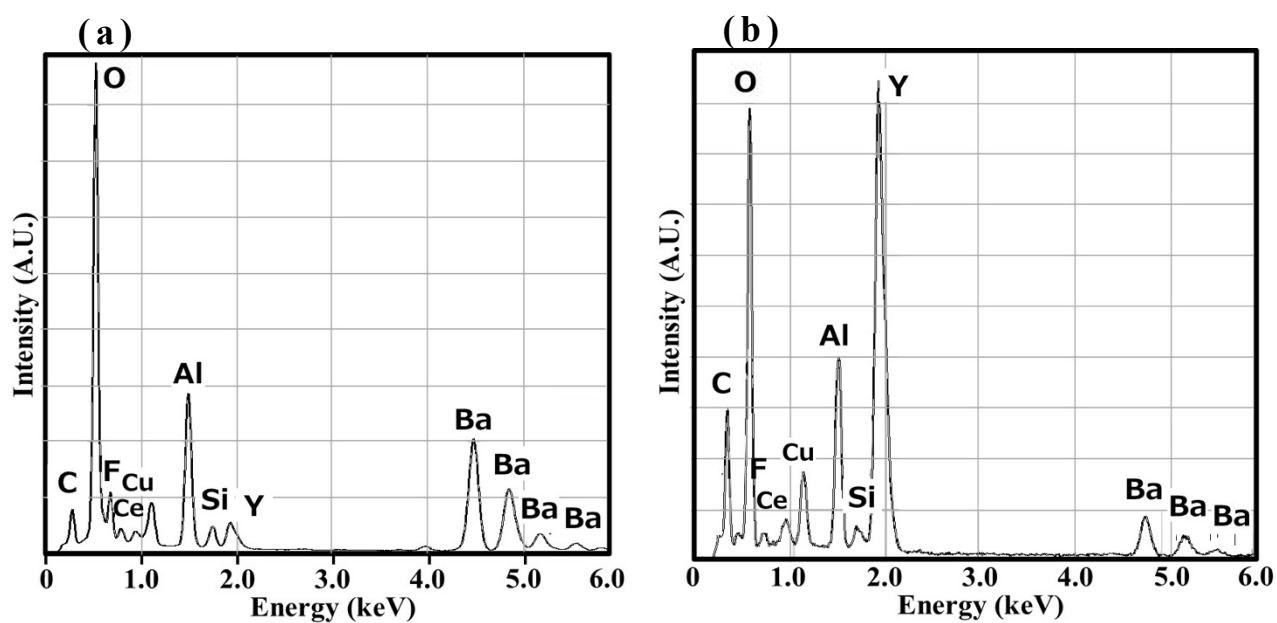 (a)
O
C
F
Ce
Cu
Al
Si
Y
Ba
Ba
Ba
Ba
Intensity (A.U.)
0 1.0 2.0 3.0 4.0 5.0 6.0
Energy (keV)
(b)
O
Y
C
F
Ce
Cu
Al
Si
Ba
Ba
Ba
Intensity (A.U.)
0 1.0 2.0 3.0 4.0 5.0 6.0
Energy (keV)